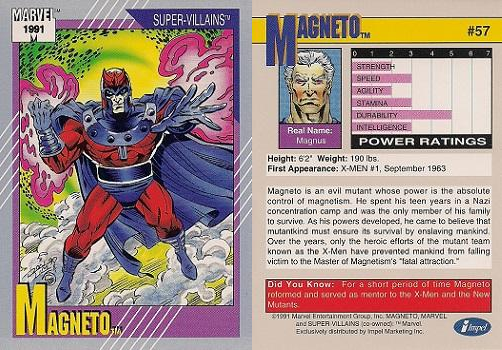 MARVEL™
1991
M
SUPER-VILLAINS™
MAGNETO™
MAGNETO™
#57
0 1 2 3 4 5 6 7
STRENGTH
SPEED
AGILITY
STAMINA
DURABILITY
INTELLIGENCE
POWER RATINGS
Real Name:
Magnus
Height: 6'2" Weight: 190 lbs.
First Appearance: X-MEN #1, September 1963
Magneto is an evil mutant whose power is the absolute
control of magnetism. He spent his teen years in a Nazi
concentration camp and was the only member of his family
to survive. As his powers developed, he came to believe that
mutantkind must ensure its survival by enslaving mankind.
Over the years, only the heroic efforts of the mutant team
known as the X-Men have prevented mankind from falling
victim to the Master of Magnetism's "fatal attraction."
Did You Know: For a short period of time Magneto
reformed and served as mentor to the X-Men and the New
Mutants.
©1991 Marvel Entertainment Group, Inc. MAGNETO, MARVEL
and SUPER-VILLAINS (co-owned): ™ Marvel.
Exclusively distributed by Impel Marketing Inc.
Impel